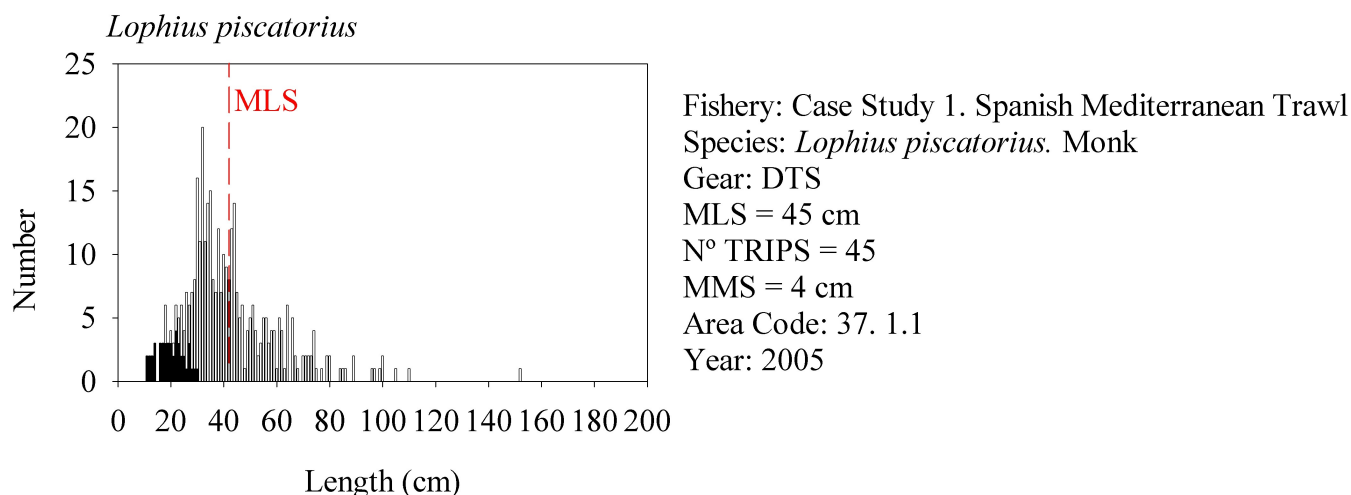 Lophius piscatorius
25
20
15
10
5
0
Number
MLS
0 20 40 60 80 100 120 140 160 180 200
Length (cm)
Fishery: Case Study 1. Spanish Mediterranean Trawl
Species: Lophius piscatorius. Monk
Gear: DTS
MLS = 45 cm
Nº TRIPS = 45
MMS = 4 cm
Area Code: 37. 1.1
Year: 2005